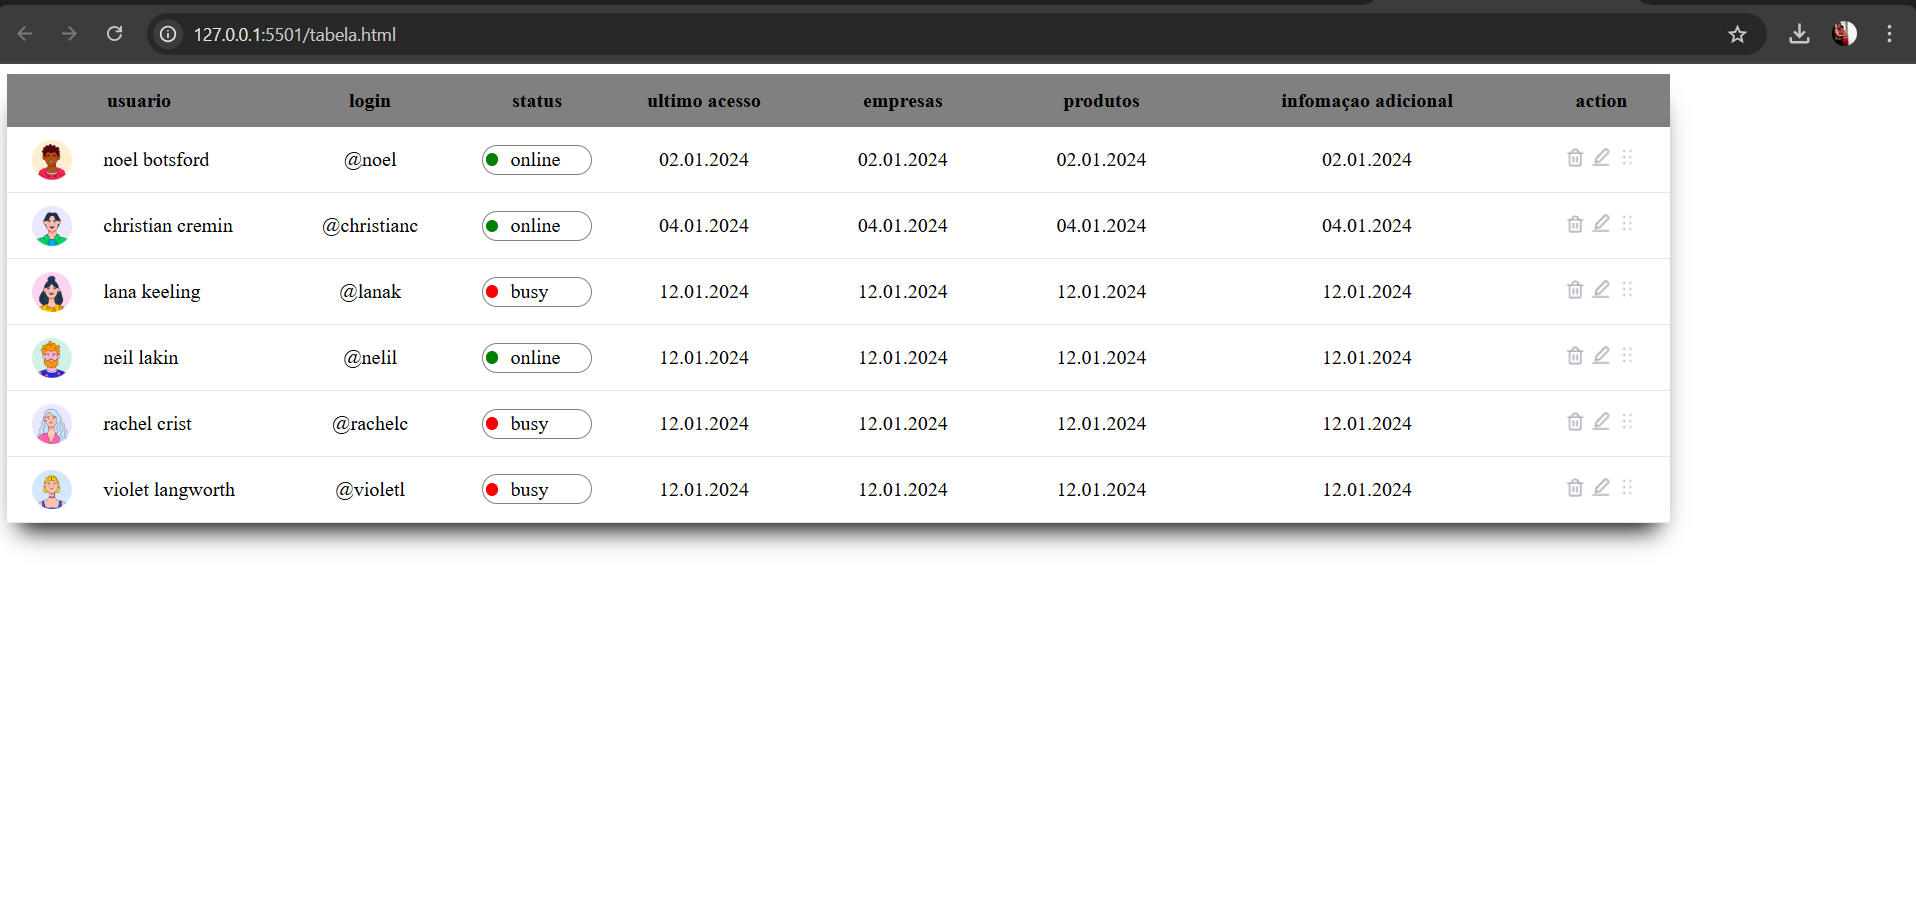 127.0.0.1:5501/tabela.html
usuario login status ultimo acesso empresas produtos infomaçao adicional action
noel botsford @noel online 02.01.2024 02.01.2024 02.01.2024 02.01.2024
christian cremin @christianc online 04.01.2024 04.01.2024 04.01.2024 04.01.2024
lana keeling @lanak busy 12.01.2024 12.01.2024 12.01.2024 12.01.2024
neil lakin @nelil online 12.01.2024 12.01.2024 12.01.2024 12.01.2024
rachel crist @rachelc busy 12.01.2024 12.01.2024 12.01.2024 12.01.2024
violet langworth @violetl busy 12.01.2024 12.01.2024 12.01.2024 12.01.2024